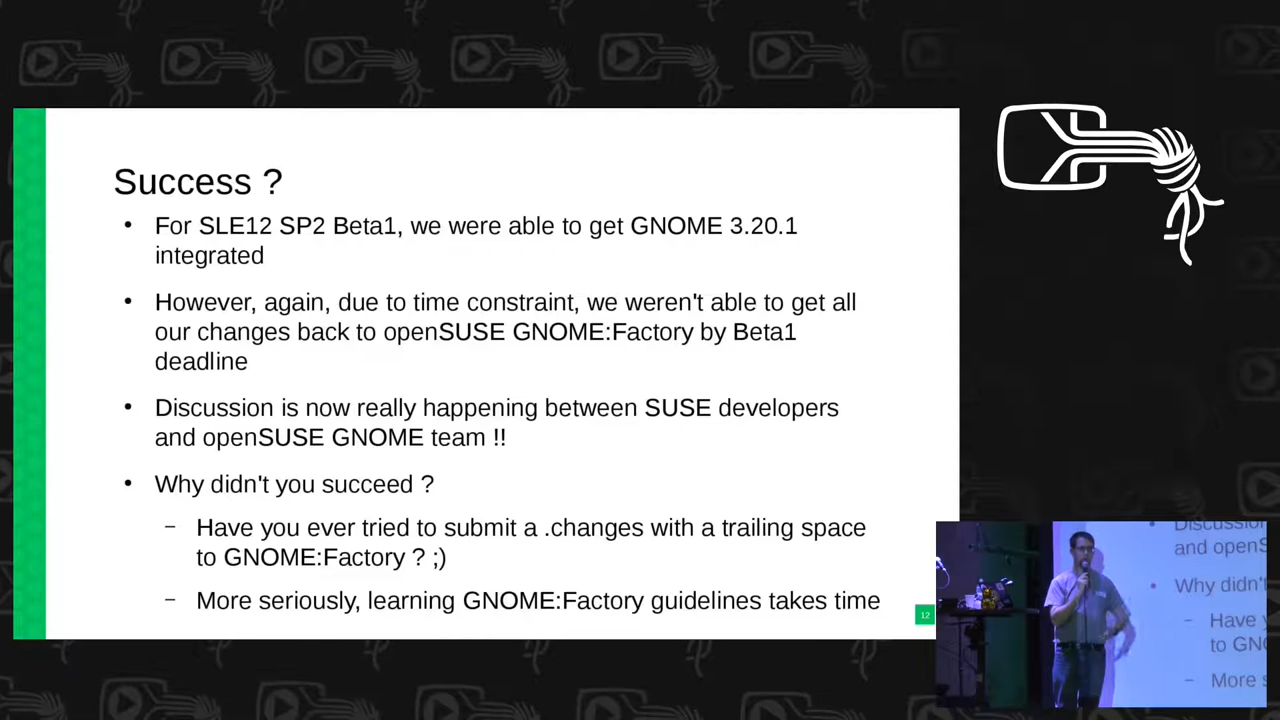 Success ?
• For SLE12 SP2 Beta1, we were able to get GNOME 3.20.1
integrated
• However, again, due to time constraint, we weren't able to get all
our changes back to openSUSE GNOME:Factory by Beta1
deadline
• Discussion is now really happening between SUSE developers
and openSUSE GNOME team !!
• Why didn't you succeed ?
– Have you ever tried to submit a .changes with a trailing space
to GNOME:Factory ? ;)
– More seriously, learning GNOME:Factory guidelines takes time
12
• Discussion
and openS
• Why didn'
– Have y
to GN
– More s